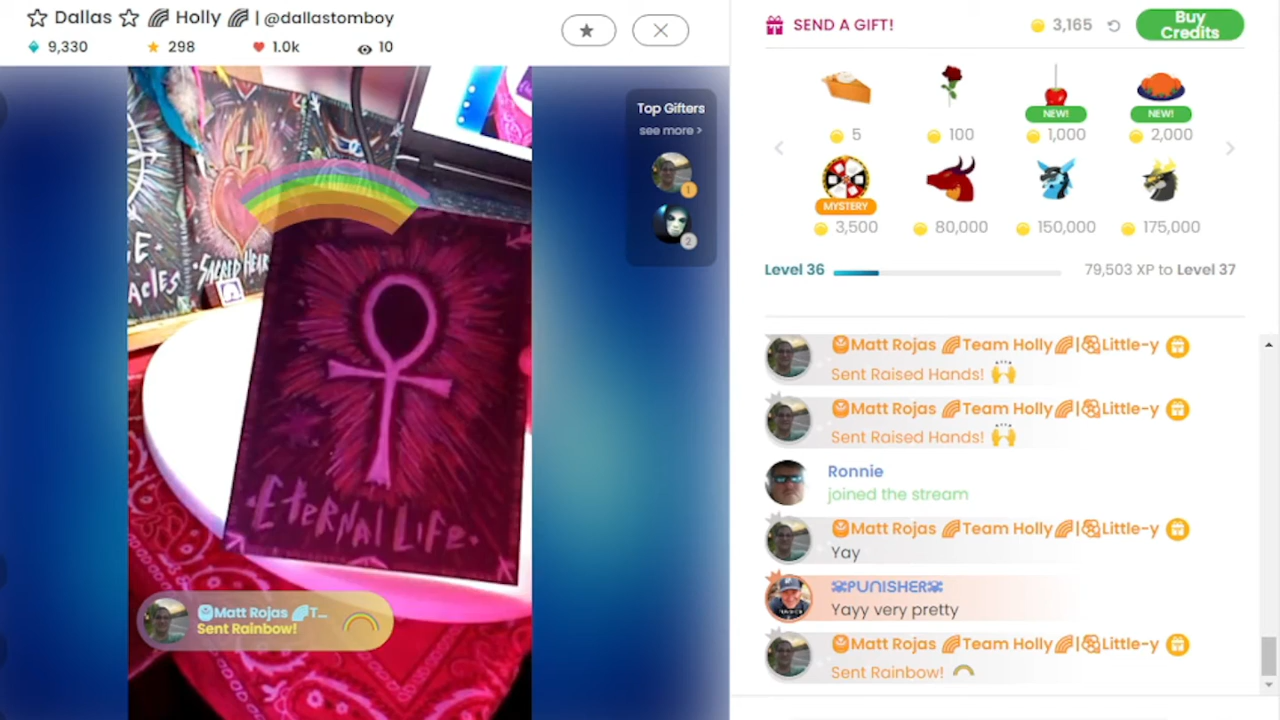 ☆ Dallas ☆ 🌈 Holly 🌈 | @dallastomboy
9,330 298 1.0k 10
Top Gifters
see more >
1
2
SACRED HEAR
ETERNAL LIFE.
Matt Rojas 🌈T...
Sent Rainbow!
SEND A GIFT!
3,165
Buy Credits
NEW! NEW!
5 100 1,000 2,000
MYSTERY
3,500 80,000 150,000 175,000
Level 36 79,503 XP to Level 37
Matt Rojas 🌈Team Holly🌈|Little-y
Sent Raised Hands! 🙌
Matt Rojas 🌈Team Holly🌈|Little-y
Sent Raised Hands! 🙌
Ronnie
joined the stream
Matt Rojas 🌈Team Holly🌈|Little-y
Yay
PUNISHER
Yayy very pretty
Matt Rojas 🌈Team Holly🌈|Little-y
Sent Rainbow!